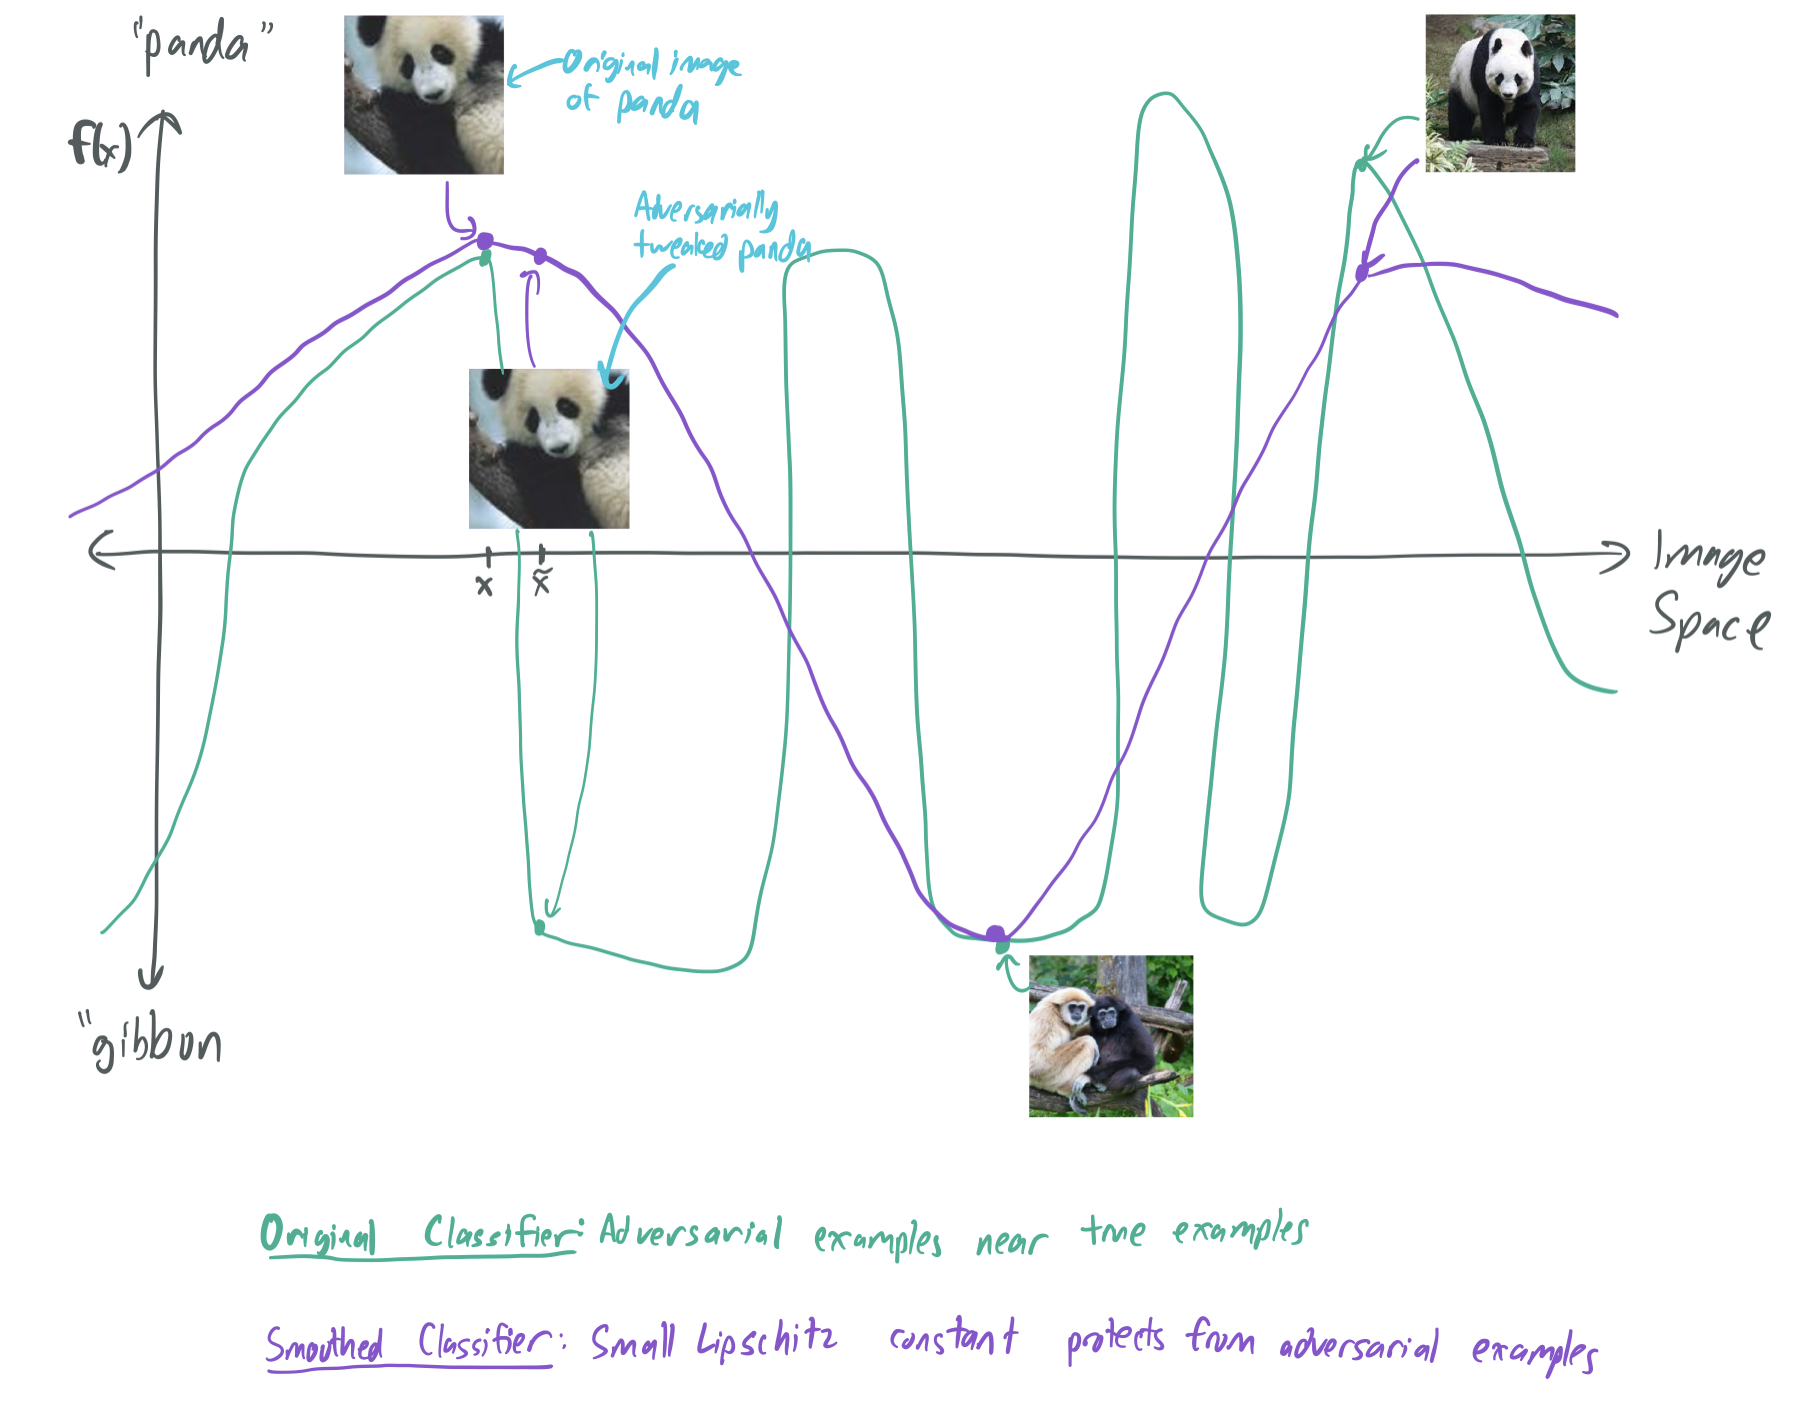 "panda"
f(x)
Original image
of panda
Adversarially
tweaked panda
x
x̃
Image
Space
"gibbon
Original Classifier: Adversarial examples near true examples
Smoothed Classifier: Small Lipschitz constant protects from adversarial examples